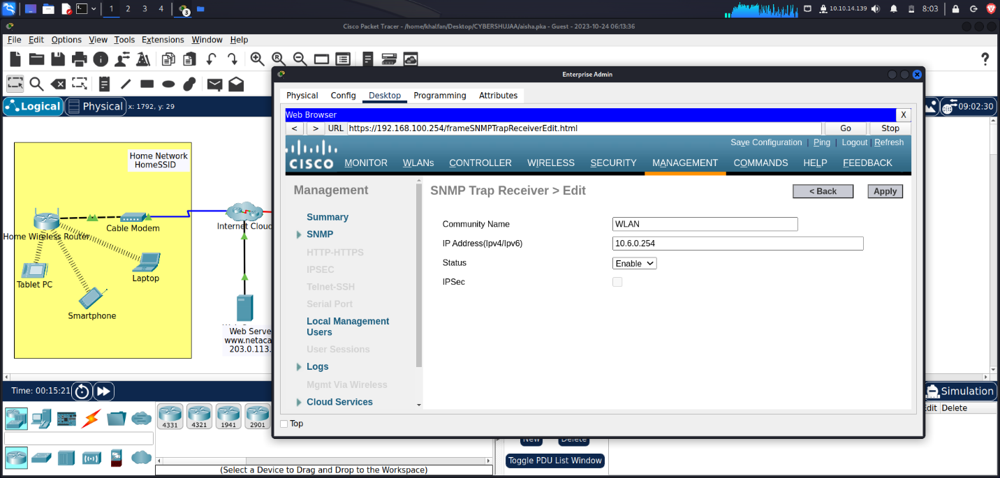 1 2 3 4 3
10.10.14.139 8:03
Cisco Packet Tracer - /home/khalfan/Desktop/CYBERSHUJAA/aisha.pka - Guest - 2023-10-24 06:13:36
File Edit Options View Tools Extensions Window Help
Logical Physical x: 1792, y: 29
09:02:30
Home Network
HomeSSID
Cable Modem
Internet Cloud
Home Wireless Router
Tablet PC
Laptop
Smartphone
Web Serve
www.netaca
203.0.113.
Enterprise Admin
Physical Config Desktop Programming Attributes
Web Browser X
< > URL https://192.168.100.254/frameSNMPTrapReceiverEdit.html Go Stop
Save Configuration | Ping | Logout | Refresh
CISCO MONITOR WLANs CONTROLLER WIRELESS SECURITY MANAGEMENT COMMANDS HELP FEEDBACK
Management
Summary
SNMP
HTTP-HTTPS
IPSEC
Telnet-SSH
Serial Port
Local Management
Users
User Sessions
Logs
Mgmt Via Wireless
Cloud Services
SNMP Trap Receiver > Edit < Back Apply
Community Name WLAN
IP Address(Ipv4/Ipv6) 10.6.0.254
Status Enable
IPSec
Top
Time: 00:15:21
Simulation
4331 4321 1941 2901
(Select a Device to Drag and Drop to the Workspace)
New Delete
Toggle PDU List Window
Edit Delete